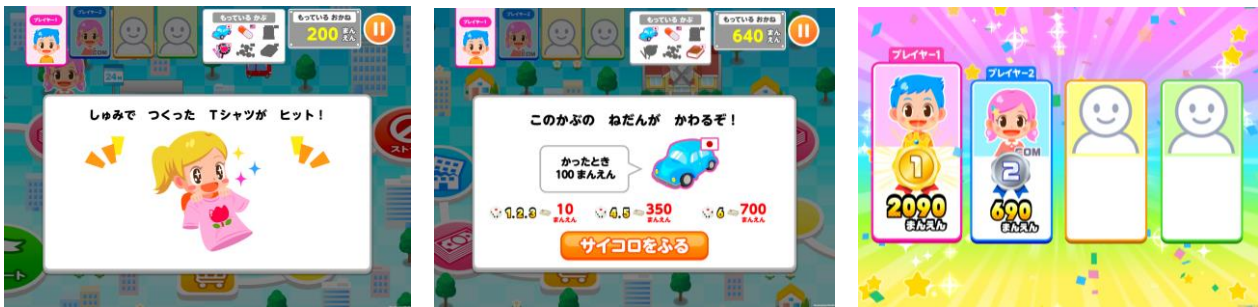 プレイヤー1
プレイヤー2
COM
もっている かぶ
もっている おかね
200 まんえん
24時
しゅみで つくった Tシャツが ヒット!
プレイヤー1
プレイヤー2
もっている かぶ
もっている おかね
640 まんえん
このかぶの ねだんが かわるぞ!
かったとき
100 まんえん
1.2.3 10 まんえん
4.5 350 まんえん
6 700 まんえん
サイコロをふる
プレイヤー1
1
2090
まんえん
プレイヤー2
COM
2
690
まんえん